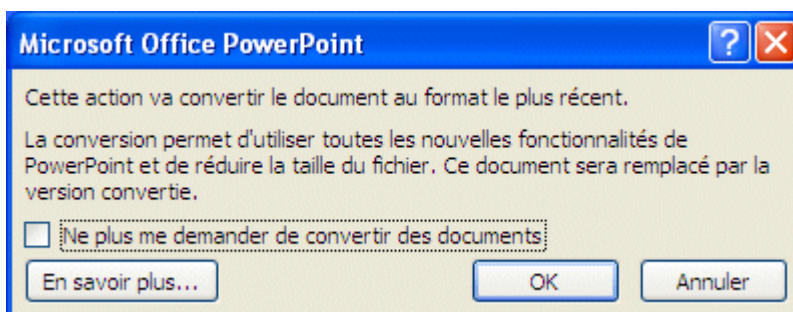 Microsoft Office PowerPoint
Cette action va convertir le document au format le plus récent.
La conversion permet d'utiliser toutes les nouvelles fonctionnalités de
PowerPoint et de réduire la taille du fichier. Ce document sera remplacé par la
version convertie.
Ne plus me demander de convertir des documents
En savoir plus... OK Annuler